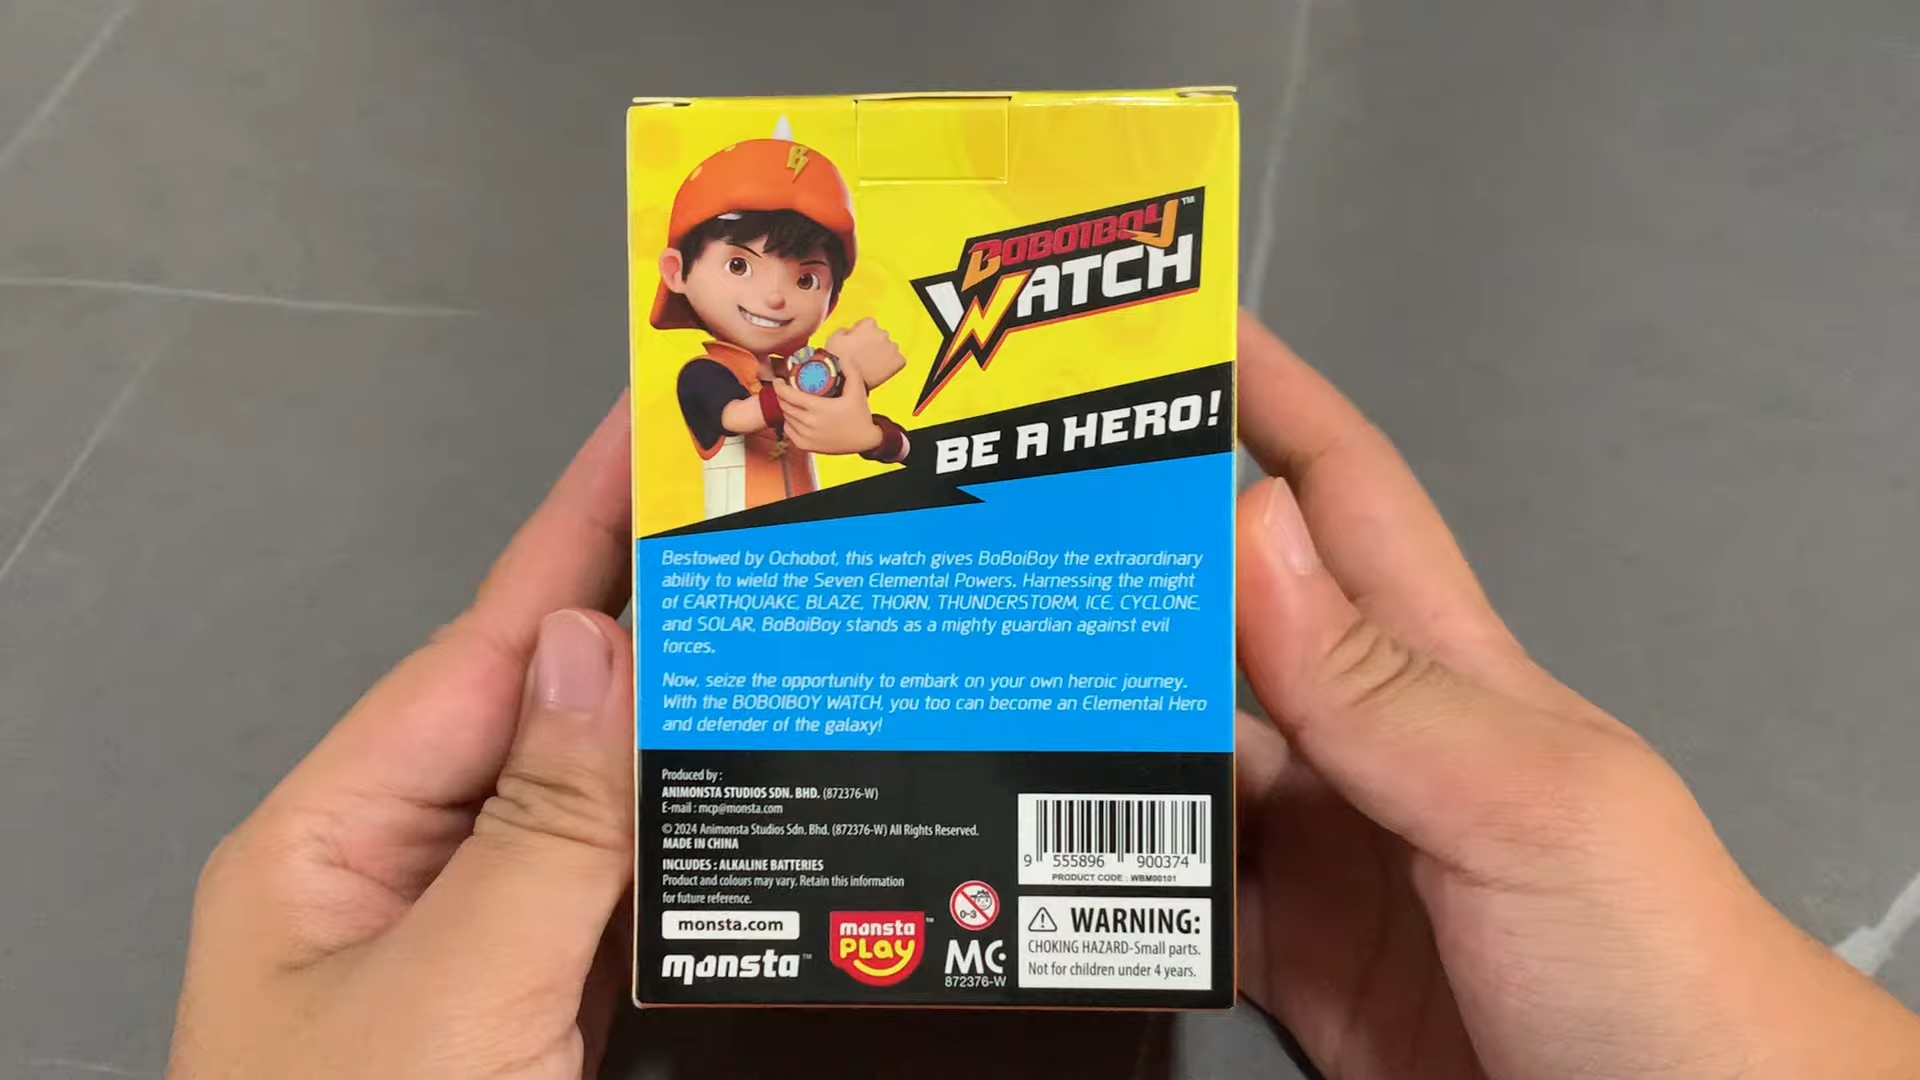 B
BOBOIBOY™
WATCH
BE A HERO!
Bestowed by Ochobot, this watch gives BoBoiBoy the extraordinary
ability to wield the Seven Elemental Powers. Harnessing the might
of EARTHQUAKE, BLAZE, THORN, THUNDERSTORM, ICE, CYCLONE,
and SOLAR, BoBoiBoy stands as a mighty guardian against evil
forces.
Now, seize the opportunity to embark on your own heroic journey.
With the BOBOIBOY WATCH, you too can become an Elemental Hero
and defender of the galaxy!
Produced by :
ANIMONSTA STUDIOS SDN. BHD. (872376-W)
E-mail : mcp@monsta.com
© 2024 Animonsta Studios Sdn. Bhd. (872376-W) All Rights Reserved.
MADE IN CHINA
INCLUDES : ALKALINE BATTERIES
Product and colours may vary. Retain this information
for future reference.
monsta.com
monsta™
monsta™
PLAY
0-3
MC
872376-W
9 555896 900374
PRODUCT CODE : WBM00101
WARNING:
CHOKING HAZARD-Small parts.
Not for children under 4 years.